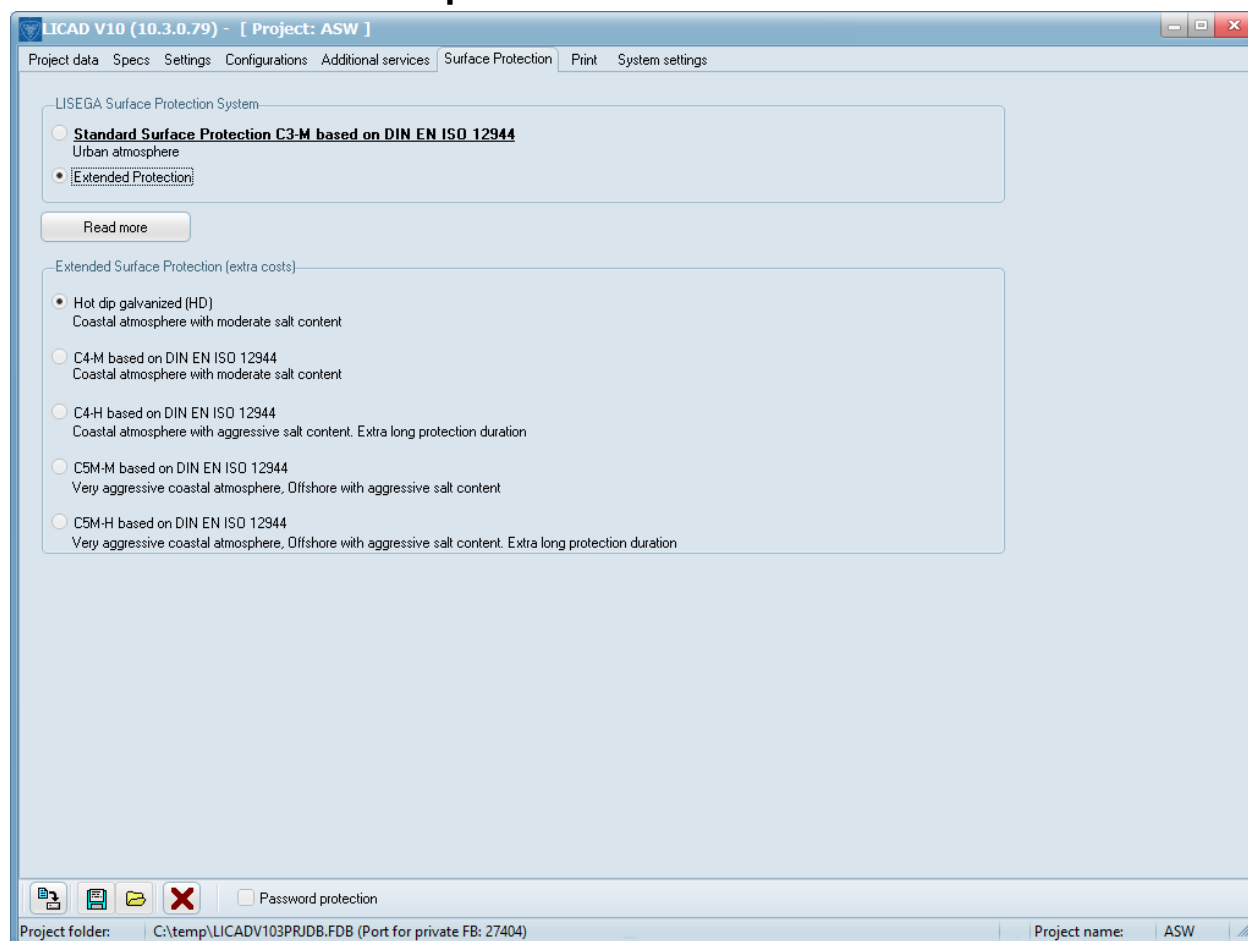 LICAD V10 (10.3.0.79) - [ Project: ASW ]
Project data Specs Settings Configurations Additional services Surface Protection Print System settings
LISEGA Surface Protection System
Standard Surface Protection C3-M based on DIN EN ISO 12944
Urban atmosphere
Extended Protection
Read more
Extended Surface Protection (extra costs)
Hot dip galvanized (HD)
Coastal atmosphere with moderate salt content
C4-M based on DIN EN ISO 12944
Coastal atmosphere with moderate salt content
C4-H based on DIN EN ISO 12944
Coastal atmosphere with aggressive salt content. Extra long protection duration
C5M-M based on DIN EN ISO 12944
Very aggressive coastal atmosphere, Offshore with aggressive salt content
C5M-H based on DIN EN ISO 12944
Very aggressive coastal atmosphere, Offshore with aggressive salt content. Extra long protection duration
Password protection
Project folder: C:\temp\LICADV103PRJDB.FDB (Port for private FB: 27404) Project name: ASW